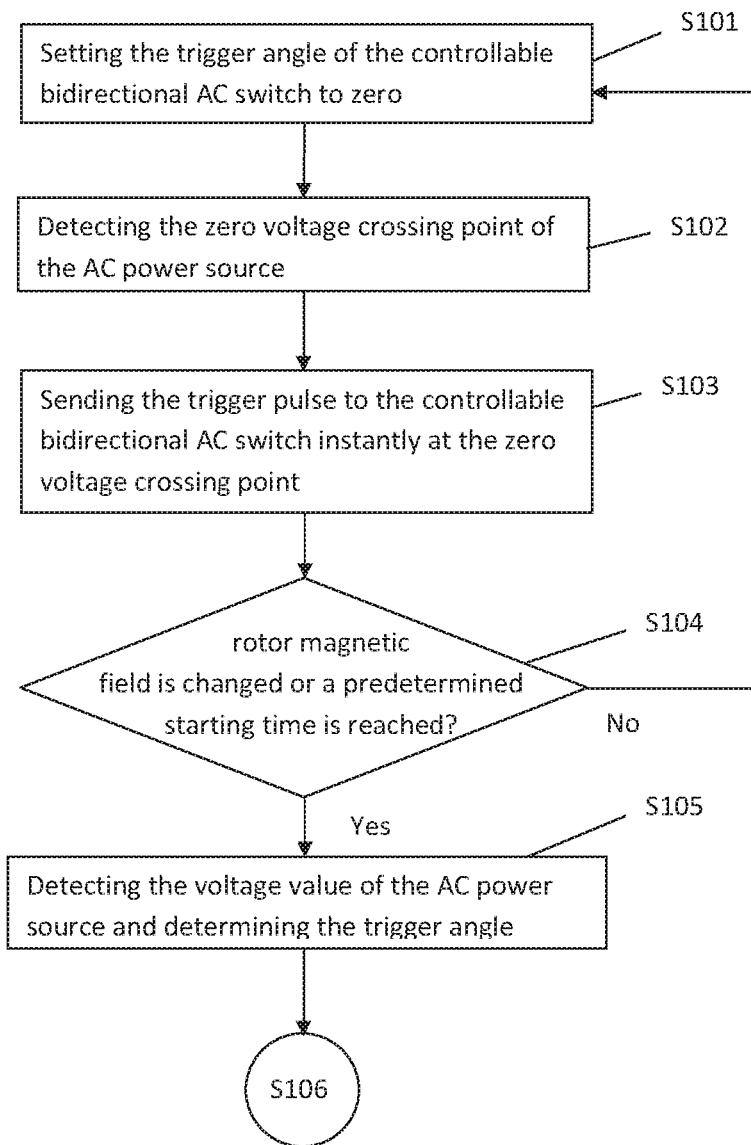 S101
Setting the trigger angle of the controllable
bidirectional AC switch to zero
Detecting the zero voltage crossing point of
the AC power source
S102
Sending the trigger pulse to the controllable
bidirectional AC switch instantly at the zero
voltage crossing point
S103
rotor magnetic
field is changed or a predetermined
starting time is reached?
S104
No
Yes
S105
Detecting the voltage value of the AC power
source and determining the trigger angle
S106